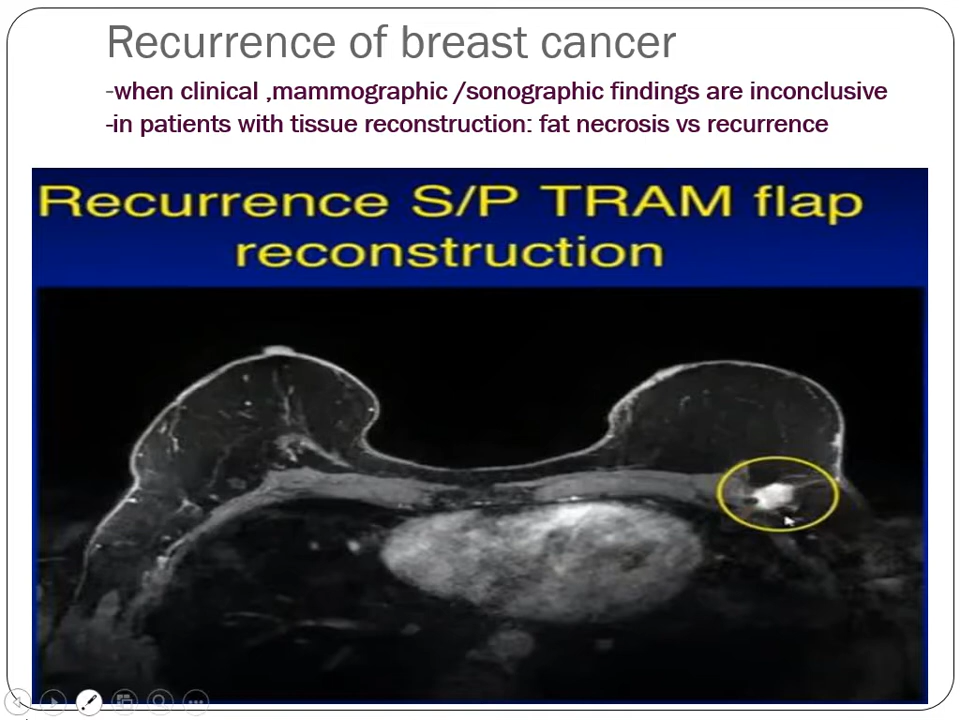 Recurrence of breast cancer
-when clinical ,mammographic /sonographic findings are inconclusive
-in patients with tissue reconstruction: fat necrosis vs recurrence
Recurrence S/P TRAM flap
reconstruction